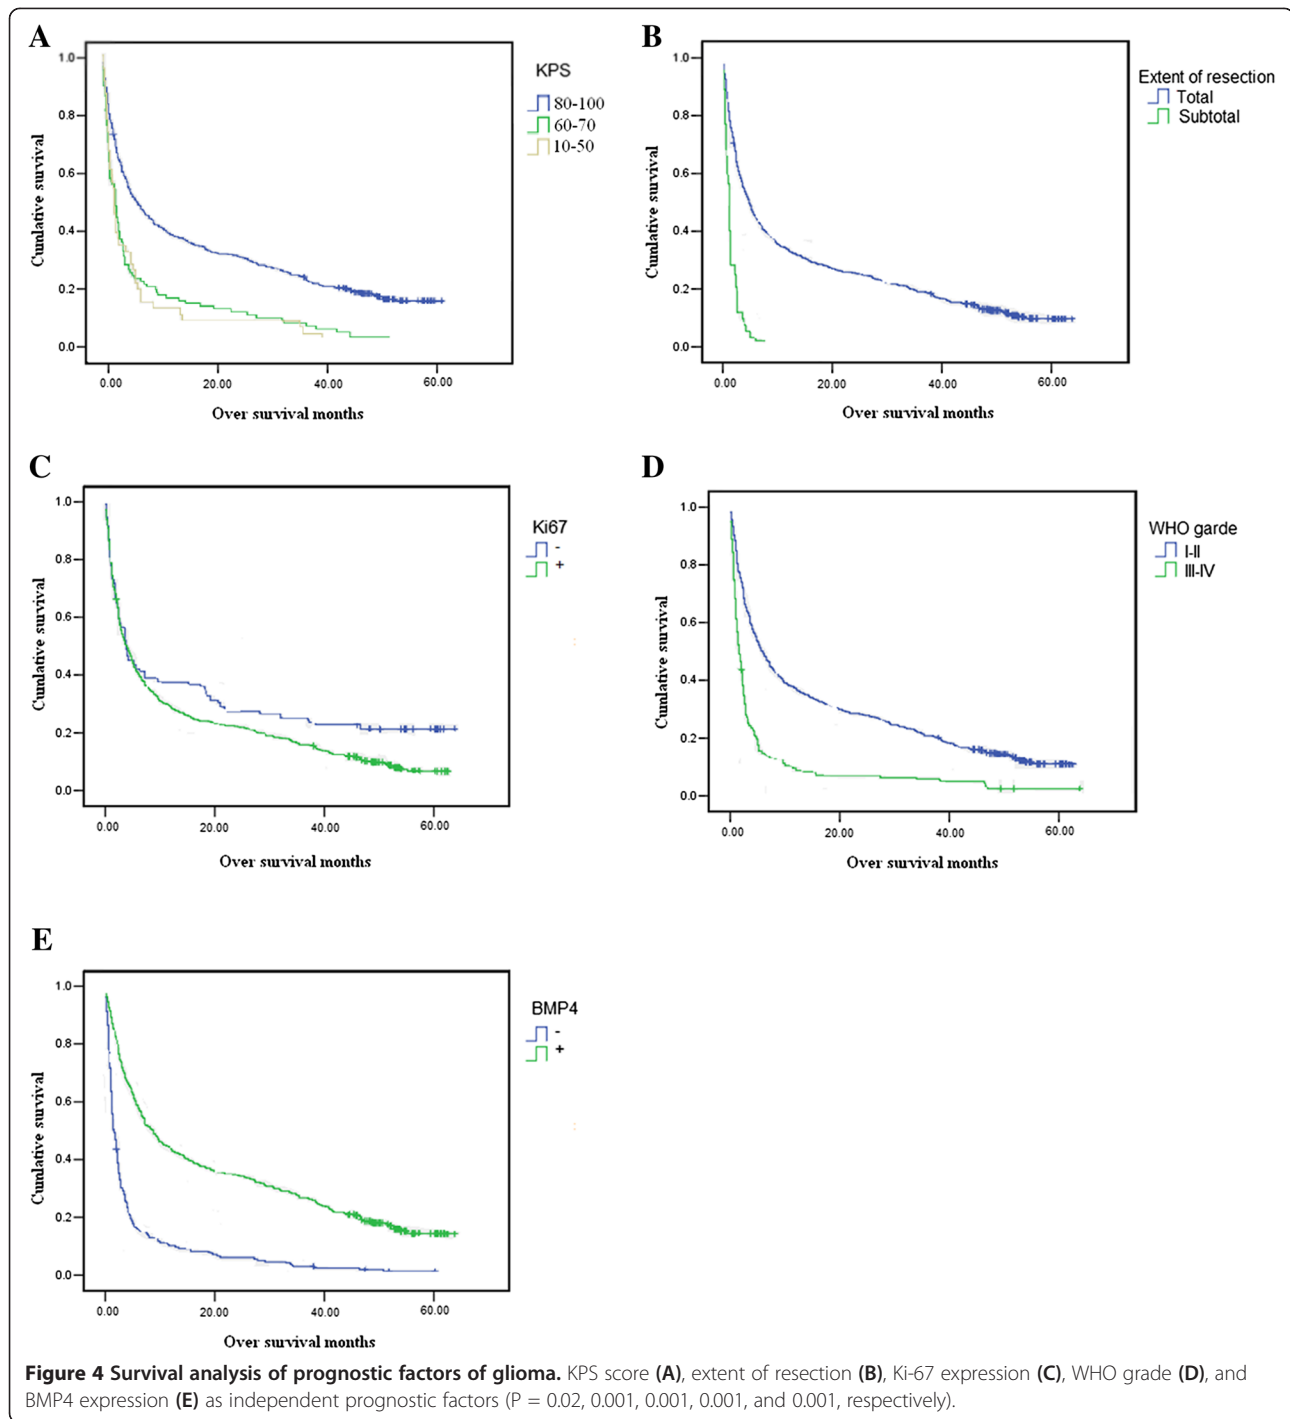 A
1.0
0.8
0.6
0.4
0.2
0.0
Cumlative survival
0.00 20.00 40.00 60.00
Over survival months
KPS
80-100
60-70
10-50
B
1.0
0.8
0.6
0.4
0.2
0.0
Cumlative survival
0.00 20.00 40.00 60.00
Over survival months
Extent of resection
Total
Subtotal
C
1.0
0.8
0.6
0.4
0.2
0.0
Cumlative survival
0.00 20.00 40.00 60.00
Over survival months
Ki67
-
+
D
1.0
0.8
0.6
0.4
0.2
0.0
Cumlative survival
0.00 20.00 40.00 60.00
Over survival months
WHO garde
I-II
III-IV
E
1.0
0.8
0.6
0.4
0.2
0.0
Cumlative survival
0.00 20.00 40.00 60.00
Over survival months
BMP4
-
+
Figure 4 Survival analysis of prognostic factors of glioma. KPS score (A), extent of resection (B), Ki-67 expression (C), WHO grade (D), and
BMP4 expression (E) as independent prognostic factors (P = 0.02, 0.001, 0.001, 0.001, and 0.001, respectively).